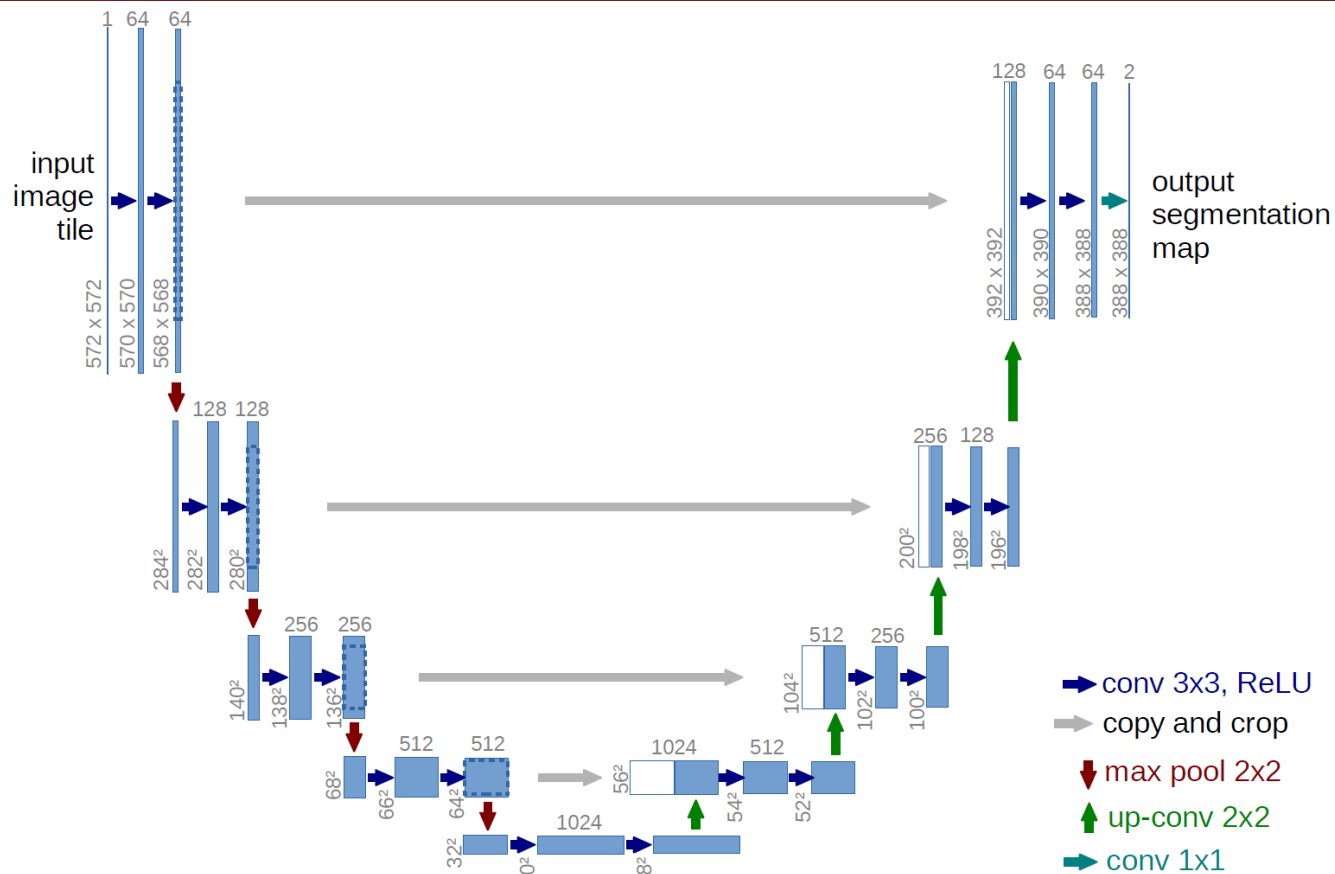 1 64 64
128 64 64 2
input
image
tile
output
segmentation
map
572 x 572
570 x 570
568 x 568
392 x 392
390 x 390
388 x 388
388 x 388
128 128
256 128
284²
282²
280²
200²
198²
196²
256 256
512 256
140²
138²
136²
104²
102²
100²
512 512
1024 512
68²
66²
64²
56²
54²
52²
1024
32²
0²
8²
conv 3x3, ReLU
copy and crop
max pool 2x2
up-conv 2x2
conv 1x1